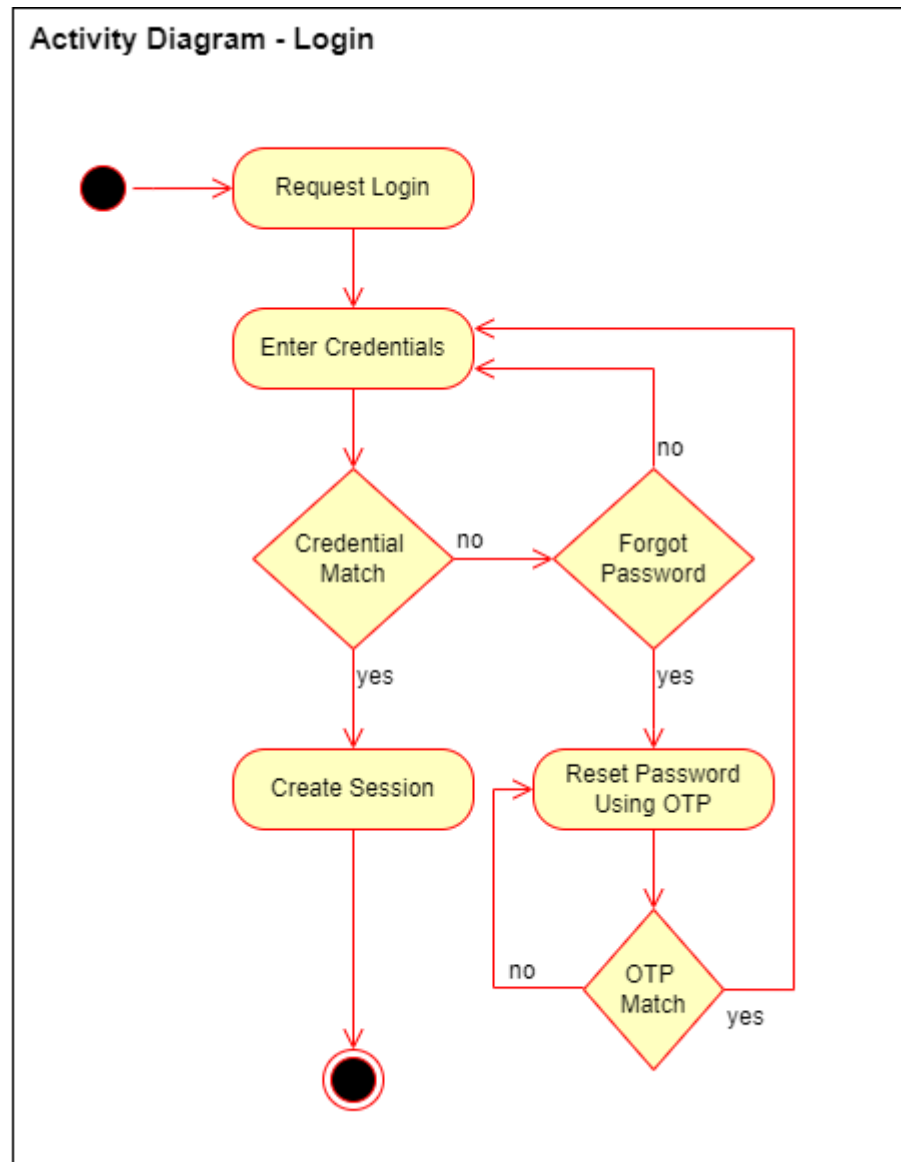 Activity Diagram - Login
Request Login
Enter Credentials
no
Credential
Match
no
Forgot
Password
yes
yes
Create Session
Reset Password
Using OTP
no
OTP
Match
yes